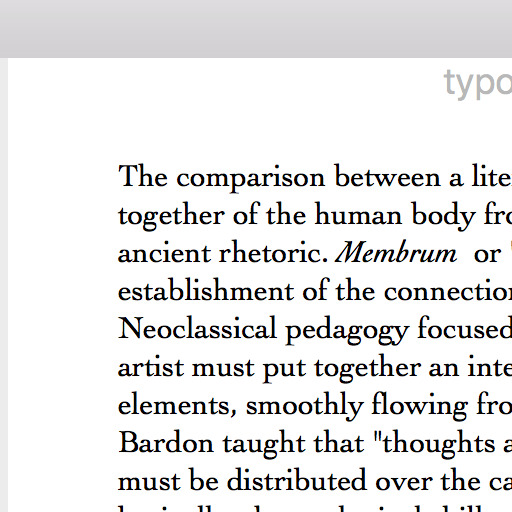 typo
The comparison between a lite
together of the human body fro
ancient rhetoric. Membrum or "
establishment of the connection
Neoclassical pedagogy focused
artist must put together an inte
elements, smoothly flowing fro
Bardon taught that "thoughts a
must be distributed over the ca